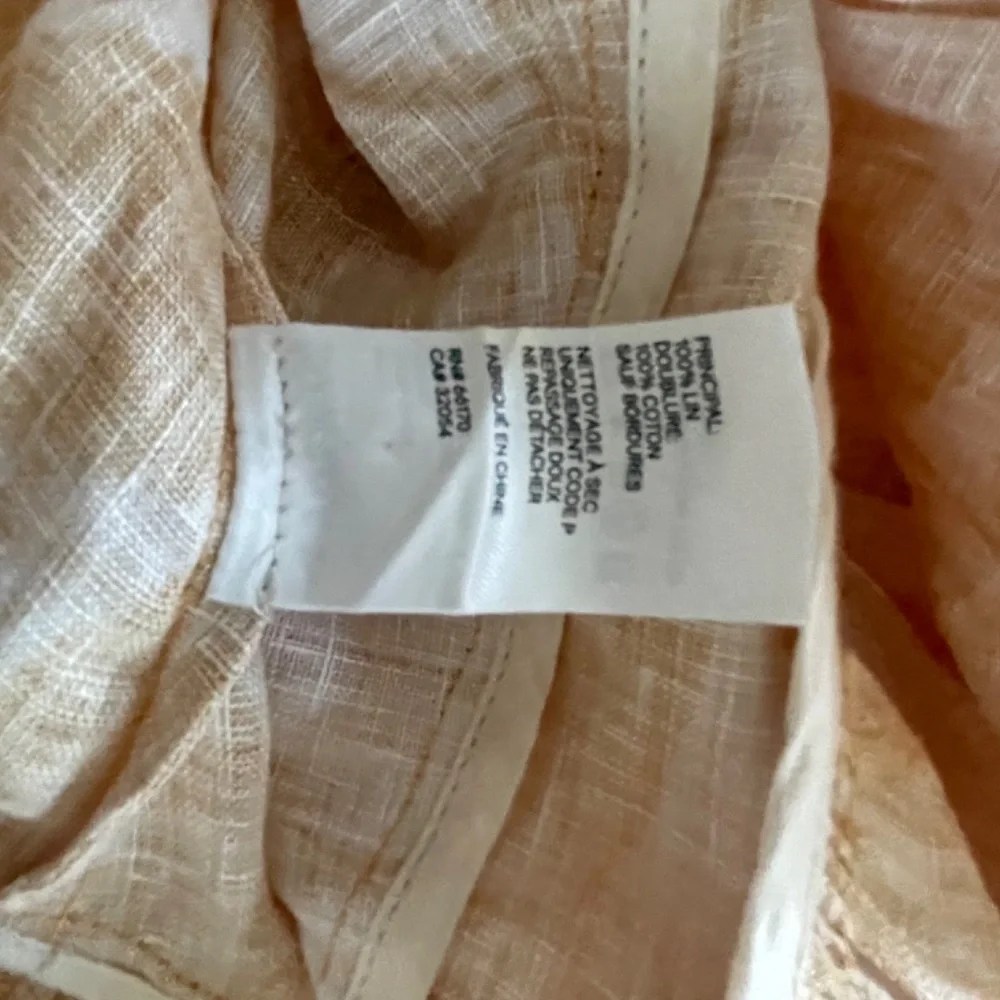 PRINCIPAL:
100% LIN
DOUBLURE:
100% COTON
SAUF BORDURES
NETTOYAGE À SEC
UNIQUEMENT CODE P
REPASSAGE DOUX
NE PAS DÉTACHER
FABRIQUÉ EN CHINE
RN# 66170
CA# 32054